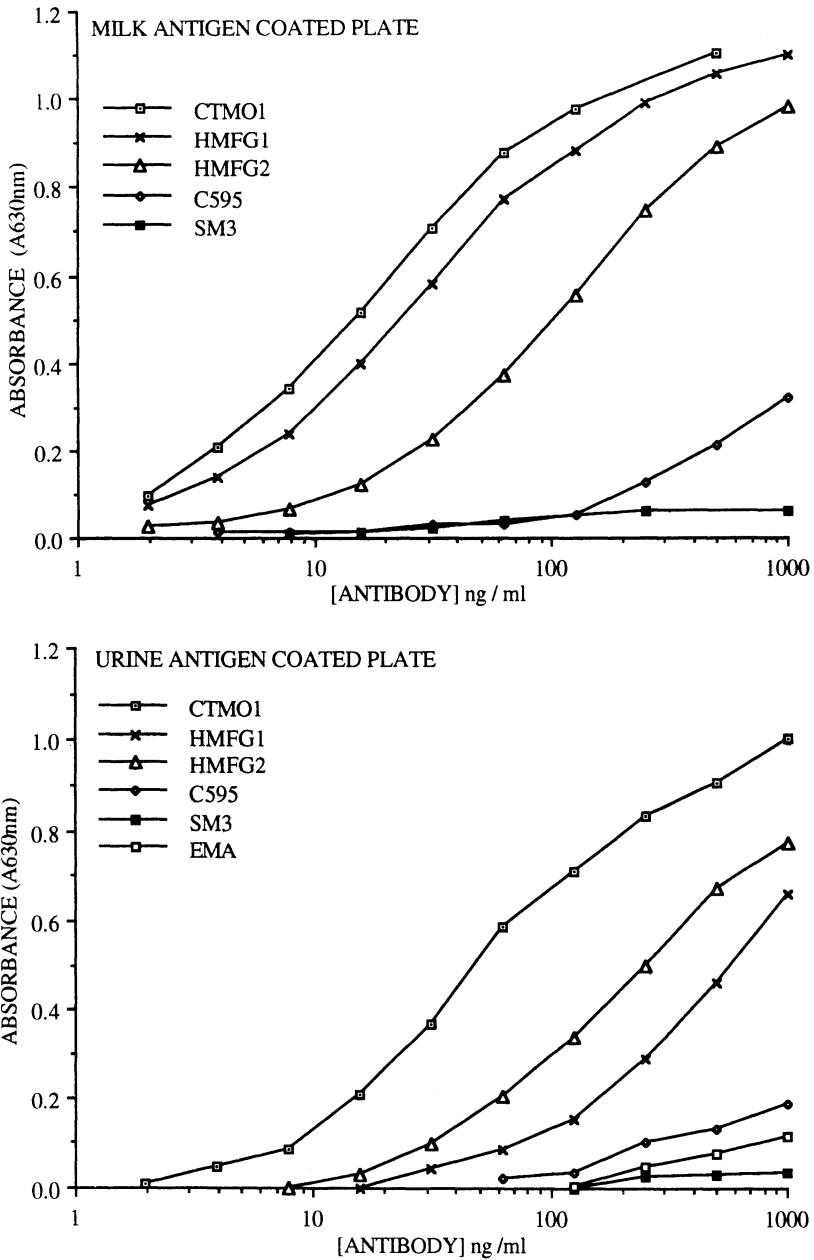 MILK ANTIGEN COATED PLATE
1.2
1.0
0.8
0.6
0.4
0.2
0.0
ABSORBANCE (A630nm)
CTMO1
HMFG1
HMFG2
C595
SM3
1 10 100 1000
[ANTIBODY] ng / ml
URINE ANTIGEN COATED PLATE
1.2
1.0
0.8
0.6
0.4
0.2
0.0
ABSORBANCE (A630nm)
CTMO1
HMFG1
HMFG2
C595
SM3
EMA
1 10 100 1000
[ANTIBODY] ng / ml